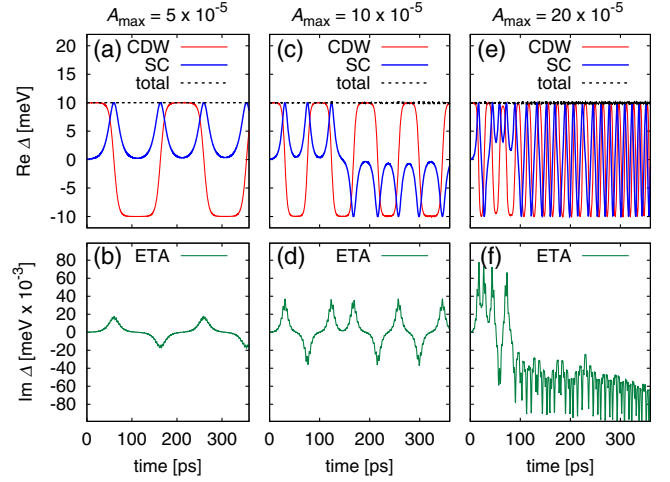 A_max = 5 x 10^-5
A_max = 10 x 10^-5
A_max = 20 x 10^-5
(a) CDW
SC
total
(c) CDW
SC
total
(e) CDW
SC
total
Re Δ [meV]
20
15
10
5
0
-5
-10
(b) ETA
(d) ETA
(f) ETA
Im Δ [meV x 10^-3]
80
60
40
20
0
-20
-40
-60
-80
0 100 200 300
0 100 200 300
0 100 200 300
time [ps]
time [ps]
time [ps]